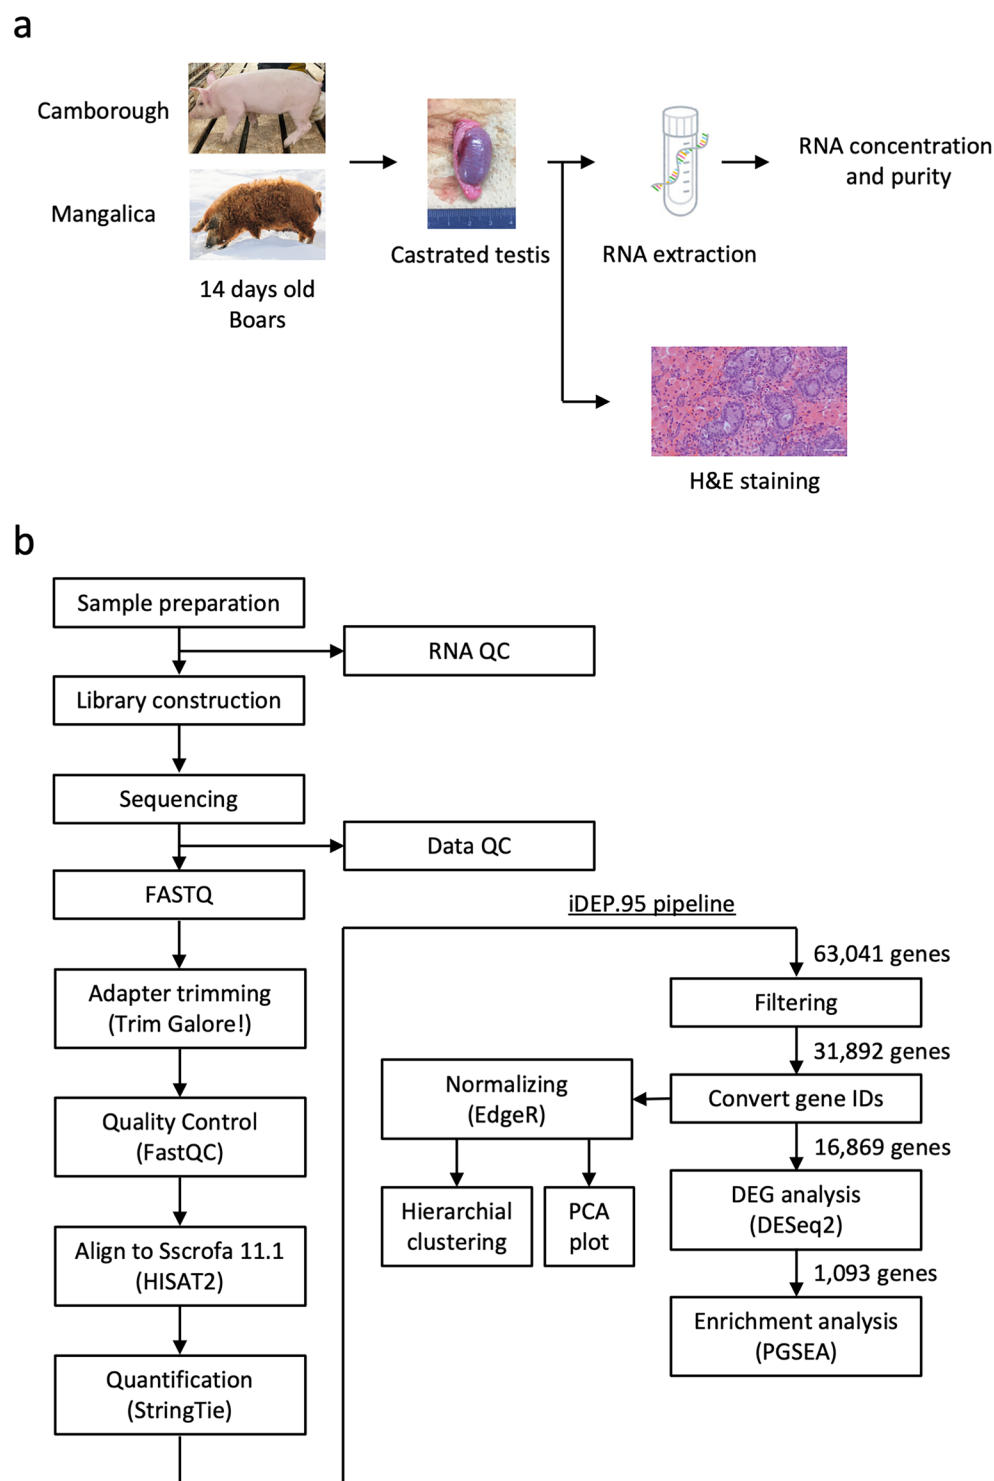 a
Camborough
Mangalica
14 days old
Boars
Castrated testis
RNA extraction
RNA concentration
and purity
H&E staining
b
Sample preparation
RNA QC
Library construction
Sequencing
Data QC
FASTQ
Adapter trimming
(Trim Galore!)
Quality Control
(FastQC)
Align to Sscrofa 11.1
(HISAT2)
Quantification
(StringTie)
iDEP.95 pipeline
63,041 genes
Filtering
31,892 genes
Convert gene IDs
Normalizing
(EdgeR)
Hierarchial
clustering
PCA
plot
16,869 genes
DEG analysis
(DESeq2)
1,093 genes
Enrichment analysis
(PGSEA)